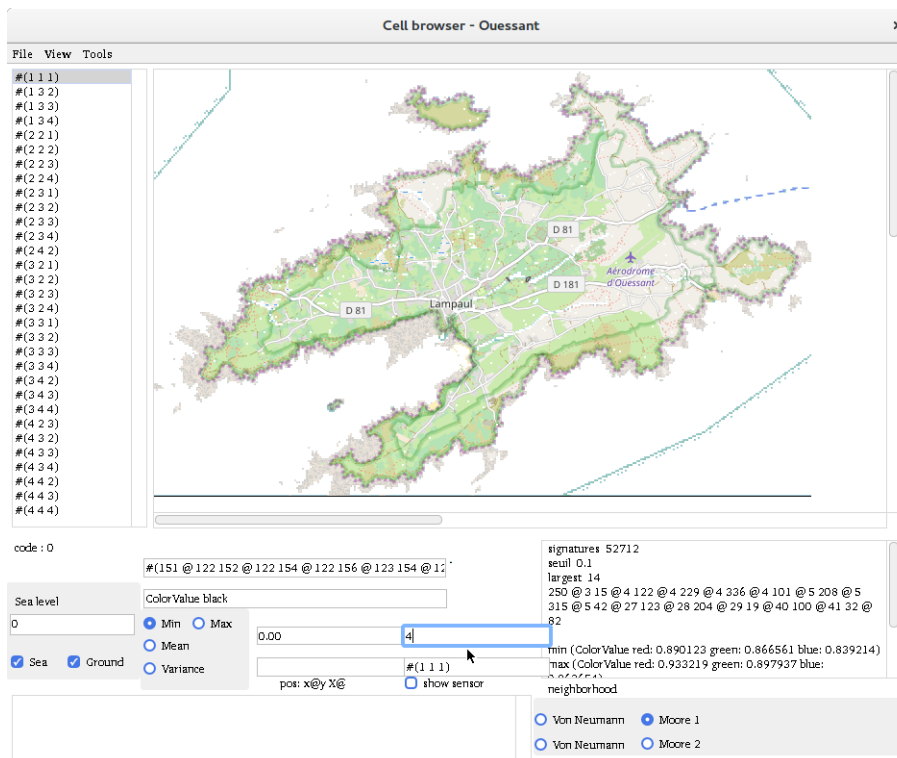 Cell browser - Ouessant
File View Tools
#(1 1 1)
#(1 3 2)
#(1 3 3)
#(1 3 4)
#(2 2 1)
#(2 2 2)
#(2 2 3)
#(2 2 4)
#(2 3 1)
#(2 3 2)
#(2 3 3)
#(2 3 4)
#(2 4 2)
#(3 2 1)
#(3 2 2)
#(3 2 3)
#(3 2 4)
#(3 3 1)
#(3 3 2)
#(3 3 3)
#(3 3 4)
#(3 4 2)
#(3 4 3)
#(3 4 4)
#(4 2 3)
#(4 3 2)
#(4 3 3)
#(4 3 4)
#(4 4 2)
#(4 4 3)
#(4 4 4)
D 81
Aérodrome
d'Ouessant
D 181
Lampaul
D 81
code : 0
#(151 @ 122 152 @ 122 154 @ 122 156 @ 123 154 @ 12
ColorValue black
Sea level
0
Sea Ground
Min Max
Mean
Variance
0.00
4
#(1 1 1)
pos: x@y X@
show sensor
signatures 52712
seuil 0.1
largest 14
250 @ 3 15 @ 4 122 @ 4 229 @ 4 336 @ 4 101 @ 5 208 @ 5
315 @ 5 42 @ 27 123 @ 28 204 @ 29 19 @ 40 100 @ 41 32 @
82
min (ColorValue red: 0.890123 green: 0.866561 blue: 0.839214)
max (ColorValue red: 0.933219 green: 0.897937 blue:
neighborhood
Von Neumann Moore 1
Von Neumann Moore 2